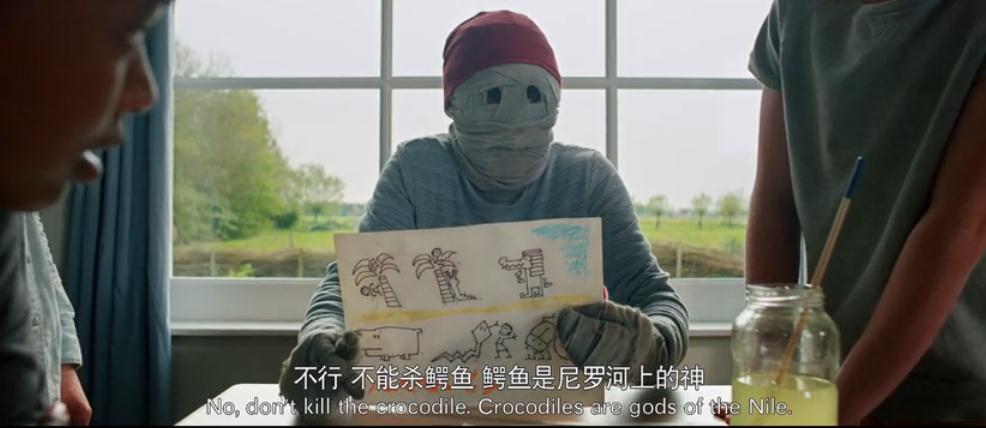 不行 不能杀鳄鱼 鳄鱼是尼罗河上的神
No, don't kill the crocodile. Crocodiles are gods of the Nile.